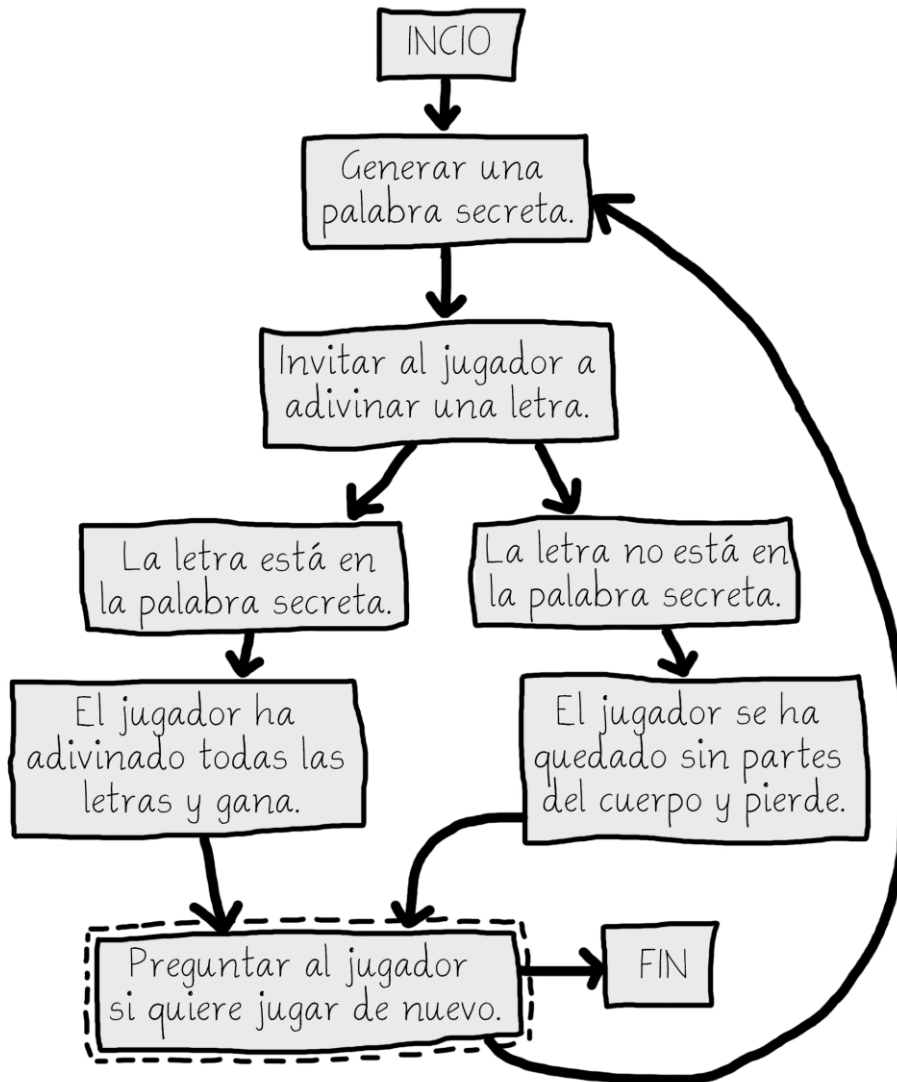 INCIO
Generar una
palabra secreta.
Invitar al jugador a
adivinar una letra.
La letra está en
la palabra secreta.
La letra no está en
la palabra secreta.
El jugador ha
adivinado todas las
letras y gana.
El jugador se ha
quedado sin partes
del cuerpo y pierde.
Preguntar al jugador
si quiere jugar de nuevo.
FIN